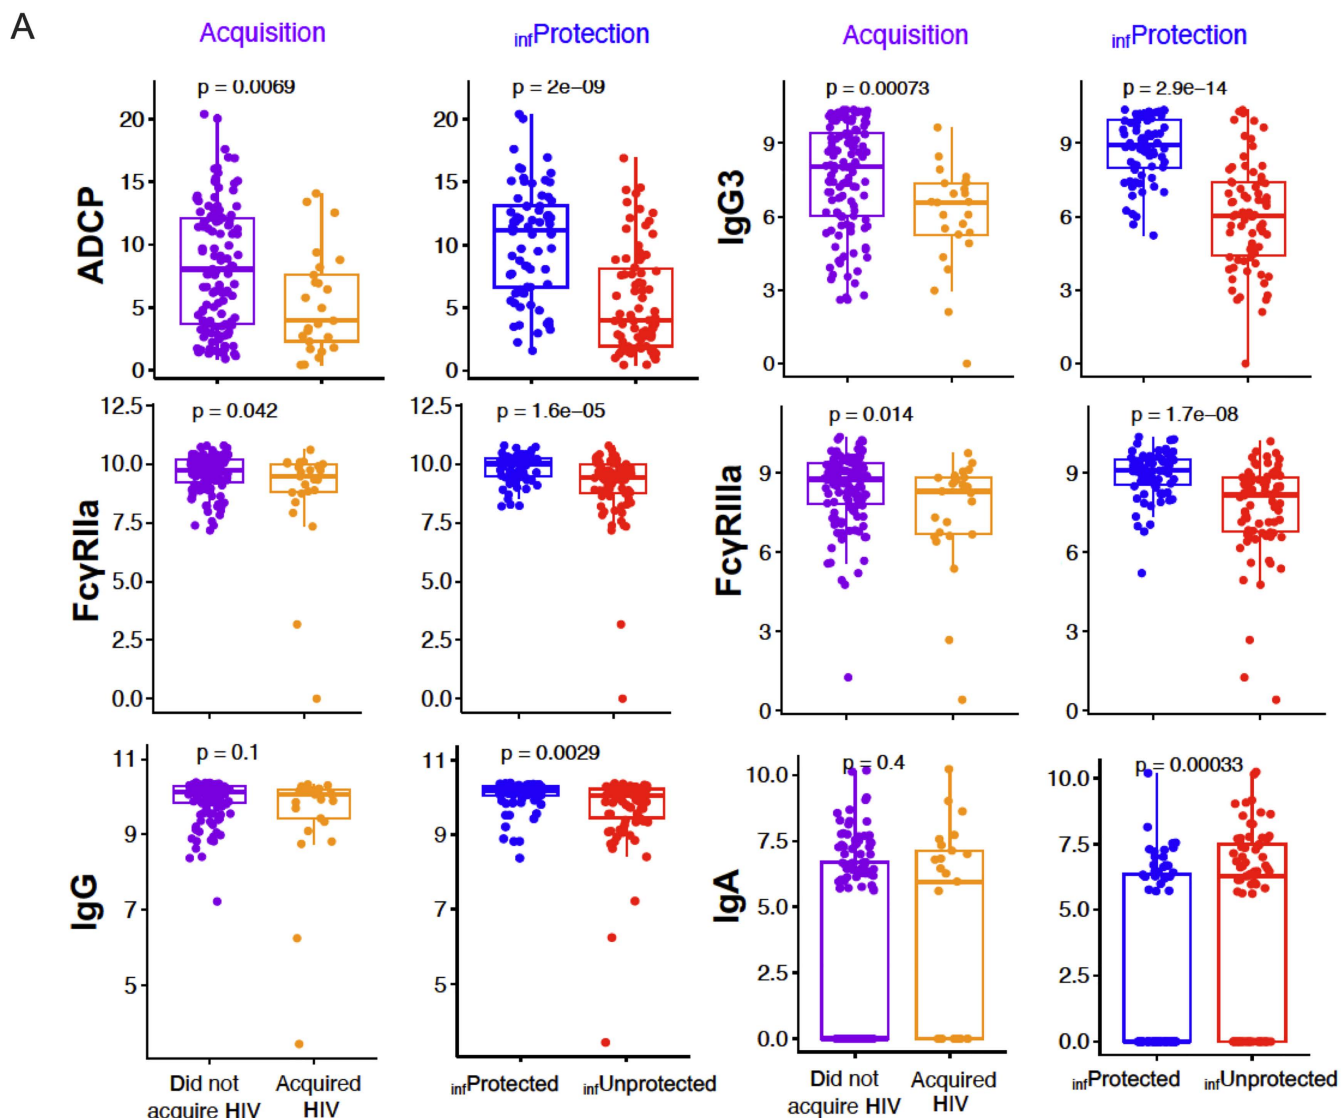 A
Acquisition
infProtection
Acquisition
infProtection
ADCP
p = 0.0069
20
15
10
5
0
p = 2e−09
20
15
10
5
0
IgG3
p = 0.00073
9
6
3
0
p = 2.9e−14
9
6
3
0
FcγRIIa
p = 0.042
12.5
10.0
7.5
5.0
2.5
0.0
p = 1.6e−05
12.5
10.0
7.5
5.0
2.5
0.0
FcγRIIIa
p = 0.014
9
6
3
0
p = 1.7e−08
9
6
3
0
IgG
p = 0.1
11
9
7
5
p = 0.0029
11
9
7
5
IgA
p = 0.4
10.0
7.5
5.0
2.5
0.0
p = 0.00033
10.0
7.5
5.0
2.5
0.0
Did not
acquire HIV
Acquired
HIV
infProtected
infUnprotected
Did not
acquire HIV
Acquired
HIV
infProtected
infUnprotected